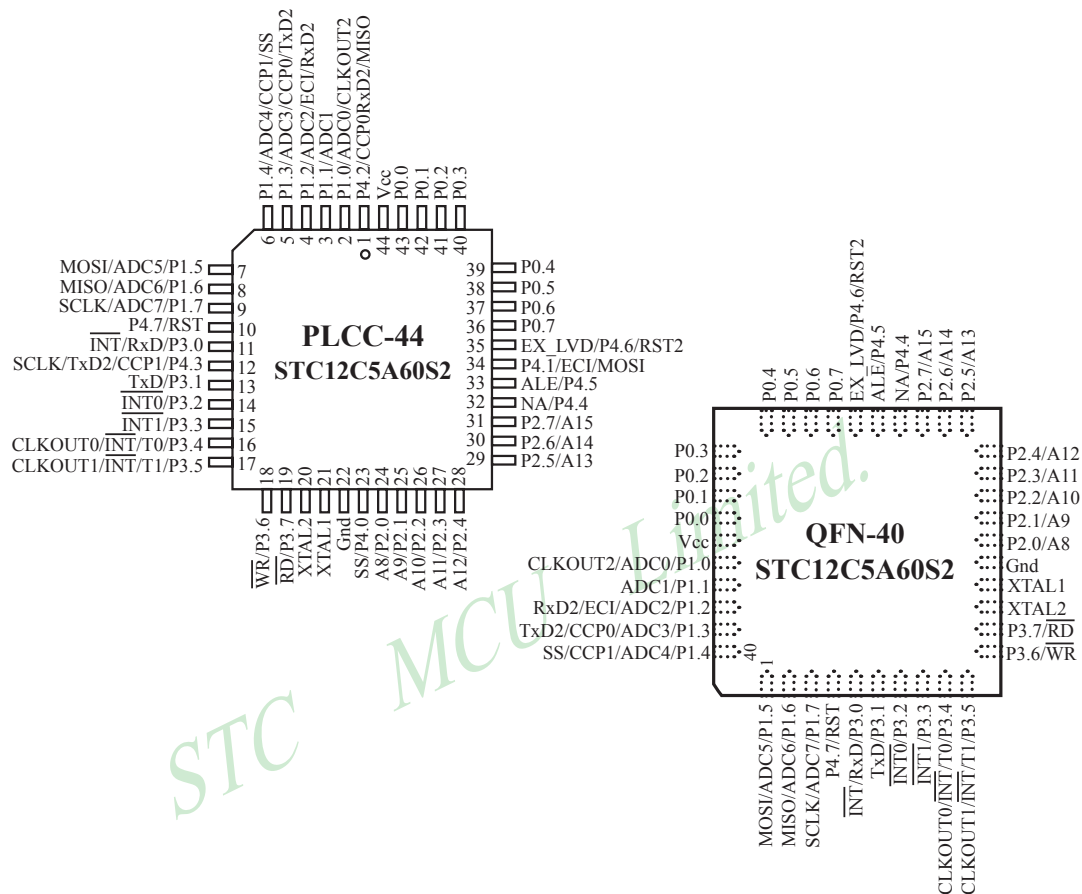 P1.4/ADC4/CCP1/SS
P1.3/ADC3/CCP0/TxD2
P1.2/ADC2/ECI/RxD2
P1.1/ADC1
P1.0/ADC0/CLKOUT2
P4.2/CCP0RxD2/MISO
Vcc
P0.0
P0.1
P0.2
P0.3
6
5
4
3
2
1
44
43
42
41
40
MOSI/ADC5/P1.5 7
MISO/ADC6/P1.6 8
SCLK/ADC7/P1.7 9
P4.7/RST 10
INT/RxD/P3.0 11
SCLK/TxD2/CCP1/P4.3 12
TxD/P3.1 13
INT0/P3.2 14
INT1/P3.3 15
CLKOUT0/INT/T0/P3.4 16
CLKOUT1/INT/T1/P3.5 17
PLCC-44
STC12C5A60S2
39 P0.4
38 P0.5
37 P0.6
36 P0.7
35 EX_LVD/P4.6/RST2
34 P4.1/ECI/MOSI
33 ALE/P4.5
32 NA/P4.4
31 P2.7/A15
30 P2.6/A14
29 P2.5/A13
18
19
20
21
22
23
24
25
26
27
28
WR/P3.6
RD/P3.7
XTAL2
XTAL1
Gnd
SS/P4.0
A8/P2.0
A9/P2.1
A10/P2.2
A11/P2.3
A12/P2.4
P0.4
P0.5
P0.6
P0.7
EX_LVD/P4.6/RST2
ALE/P4.5
NA/P4.4
P2.7/A15
P2.6/A14
P2.5/A13
P0.3
P0.2
P0.1
P0.0
Vcc
CLKOUT2/ADC0/P1.0
ADC1/P1.1
RxD2/ECI/ADC2/P1.2
TxD2/CCP0/ADC3/P1.3
SS/CCP1/ADC4/P1.4
40
1
QFN-40
STC12C5A60S2
P2.4/A12
P2.3/A11
P2.2/A10
P2.1/A9
P2.0/A8
Gnd
XTAL1
XTAL2
P3.7/RD
P3.6/WR
MOSI/ADC5/P1.5
MISO/ADC6/P1.6
SCLK/ADC7/P1.7
P4.7/RST
INT/RxD/P3.0
TxD/P3.1
INT0/P3.2
INT1/P3.3
CLKOUT0/INT/T0/P3.4
CLKOUT1/INT/T1/P3.5
STC MCU Limited.